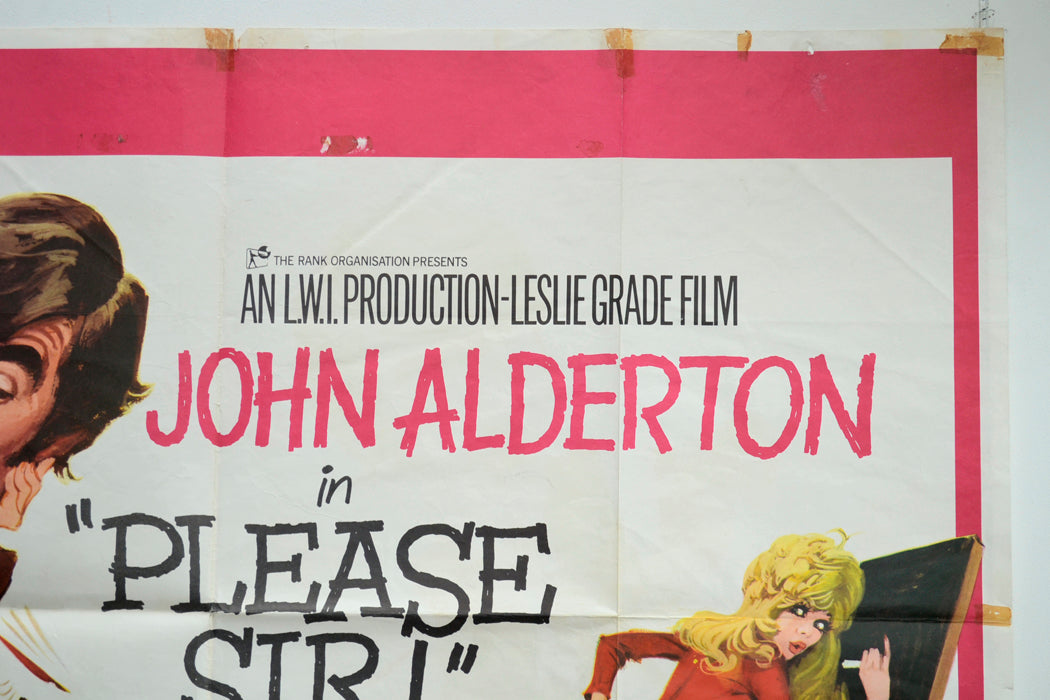 THE RANK ORGANISATION PRESENTS
AN L.W.I. PRODUCTION-LESLIE GRADE FILM
JOHN ALDERTON
in
"PLEASE
SIR!"